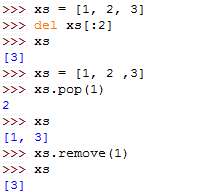 >>> xs = [1, 2, 3]
>>> del xs[:2]
>>> xs
[3]
>>> xs = [1, 2 ,3]
>>> xs.pop(1)
2
>>> xs
[1, 3]
>>> xs.remove(1)
>>> xs
[3]